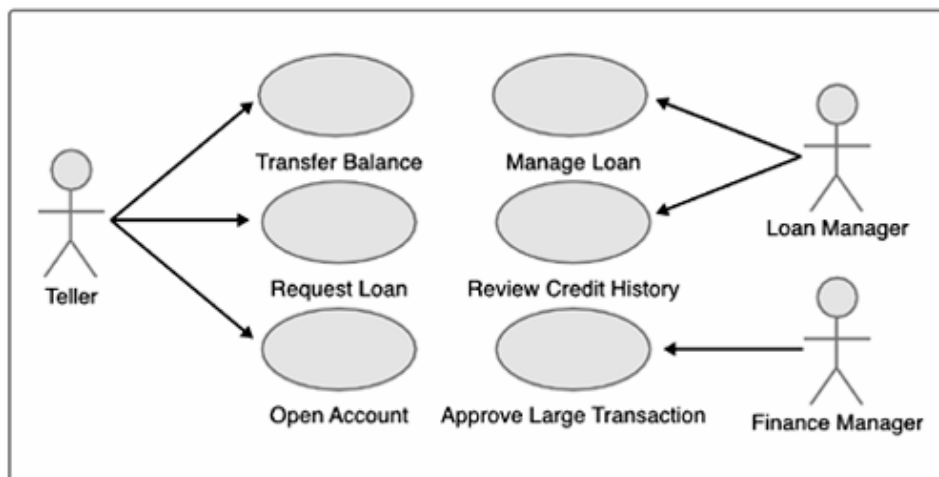 Transfer Balance
Manage Loan
Loan Manager
Request Loan
Review Credit History
Teller
Open Account
Approve Large Transaction
Finance Manager